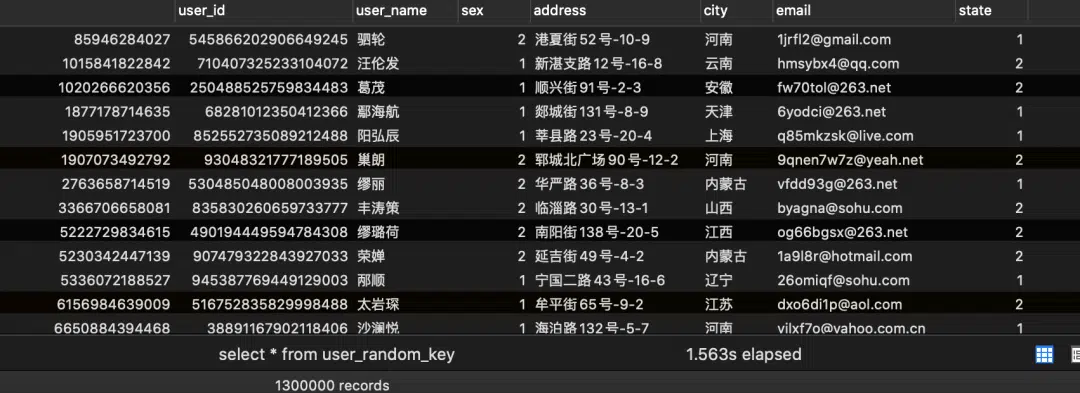 user_id user_name sex address city email state
85946284027 545866202906649245 驷轮 2 港夏街52号-10-9 河南 1jrfl2@gmail.com 1
1015841822842 710407325233104072 汪伦发 1 新湛支路12号-16-8 云南 hmsybx4@qq.com 2
1020266620356 250488525759834483 葛茂 1 顺兴街91号-2-3 安徽 fw70tol@263.net 2
1877178714635 682810123504123​66 鄢海航 1 郯城街131号-8-9 天津 6yodci@263.net 1
1905951723700 852552735089212488 阳弘辰 1 莘县路23号-20-4 上海 q85mkzsk@live.com 1
1907073492792 93048321777189505 巢朗 2 郓城北广场90号-12-2 河南 9qnen7w7z@yeah.net 2
2763658714519 530485048008003935 缪丽 2 华严路36号-8-3 内蒙古 vfdd93g@263.net 1
3366706658081 835830260659733777 丰涛策 2 临淄路30号-13-1 山西 byagna@sohu.com 2
5222729834615 490194449594784308 缪璐荷 2 南阳街138号-20-5 江西 og66bgsx@263.net 2
5230342447139 907479322843927033 荣婵 2 延吉街49号-4-2 内蒙古 1a9l8r@hotmail.com 2
5336072188527 945387769449129003 邴顺 1 宁国二路43号-16-6 辽宁 26omiqf@sohu.com 1
6156984639009 516752835829998488 太岩琛 1 牟平街65号-9-2 江苏 dxo6di1p@aol.com 2
6650884394468 38891167902118406 沙澜悦 1 海泊路132号-5-7 河南 vilxf7o@yahoo.com.cn 1
select * from user_random_key 1.563s elapsed
1300000 records